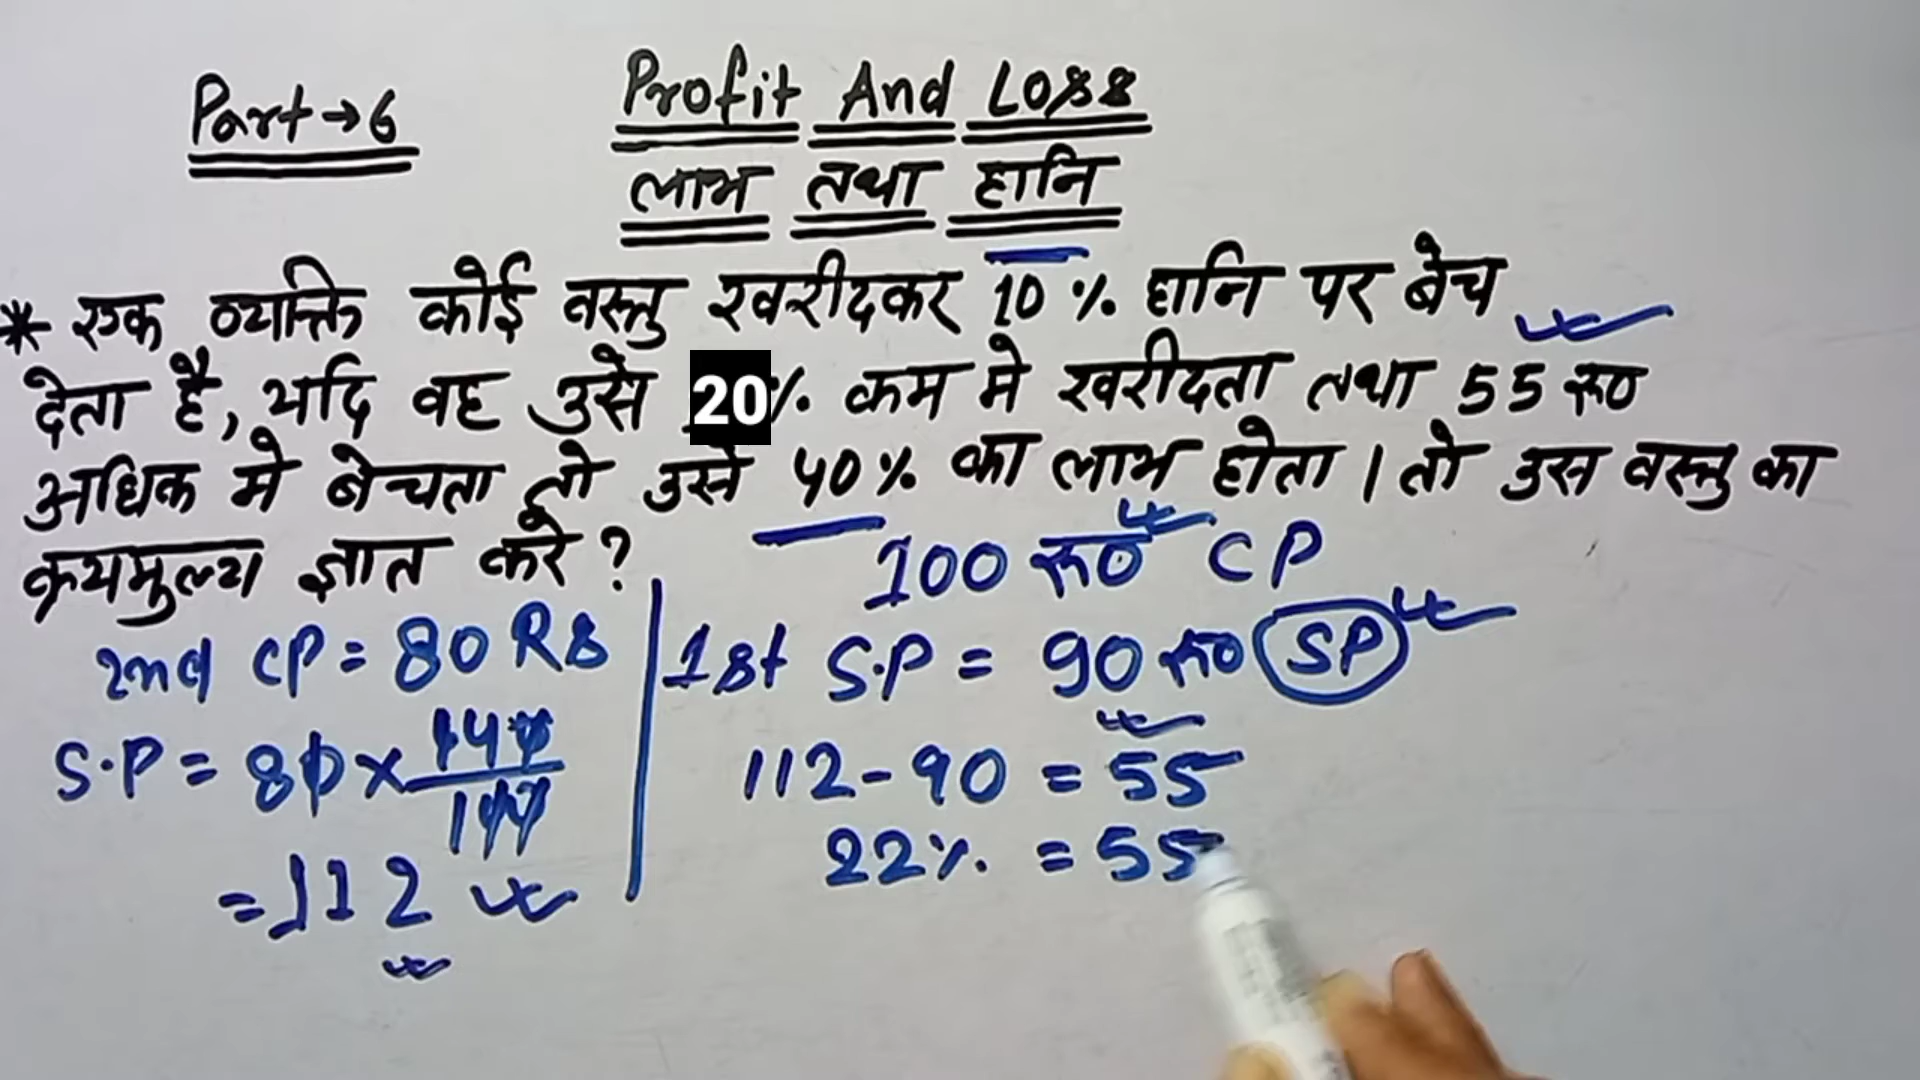 Part→6
Profit And Loss
लाभ तथा हानि
* एक व्यक्ति कोई वस्तु खरीदकर 10% हानि पर बेच
देता है, यदि वह उसे 20% कम मे खरीदता तथा 55 रू०
अधिक मे बेचता तो उसे 40% का लाभ होता । तो उस वस्तु का
क्रयमुल्य ज्ञात करे ?
100 रू० CP
2nd CP = 80 RS
S.P = 80 × 140/100
= 112
1st S.P = 90 रू० SP
112 - 90 = 55
22% = 55